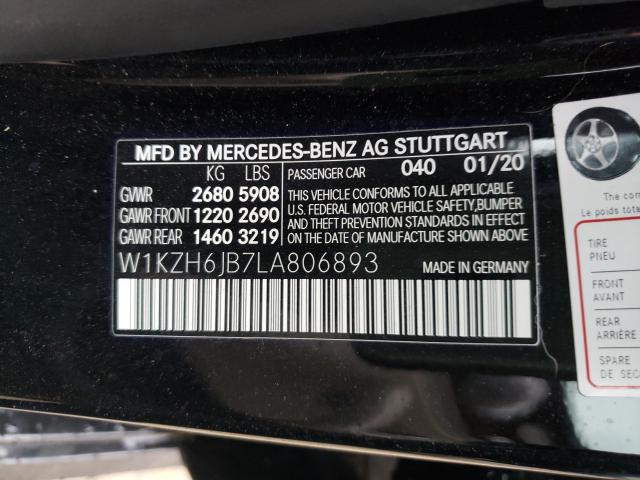 MFD BY MERCEDES-BENZ AG STUTTGART
KG LBS
GVWR 2680 5908
GAWR FRONT 1220 2690
GAWR REAR 1460 3219
PASSENGER CAR 040 01/20
THIS VEHICLE CONFORMS TO ALL APPLICABLE
U.S. FEDERAL MOTOR VEHICLE SAFETY,BUMPER
AND THEFT PREVENTION STANDARDS IN EFFECT
ON THE DATE OF MANUFACTURE SHOWN ABOVE.
W1KZH6JB7LA806893
MADE IN GERMANY
The com
Le poids total
TIRE
PNEU
FRONT
AVANT
REAR
ARRIÈRE
SPARE
DE SEC